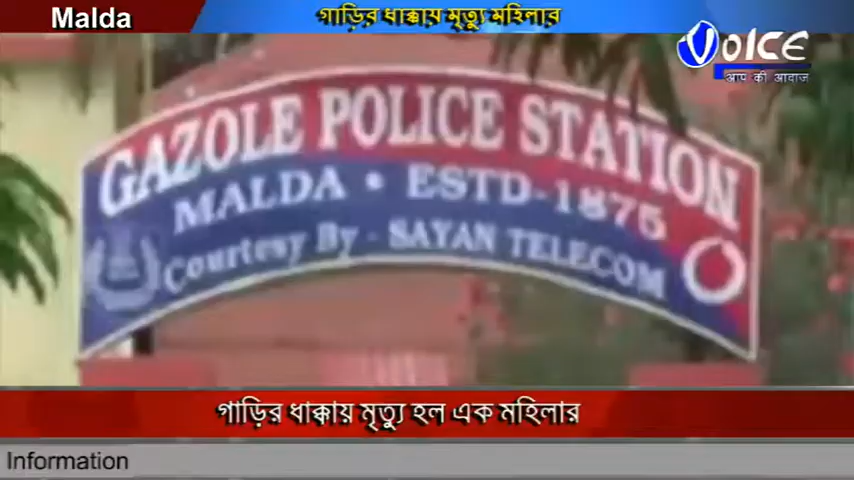 Malda
গাড়ির ধাক্কায় মৃত্যু মহিলার
VOICE
आप की आवाज
GAZOLE POLICE STATION
MALDA • ESTD-1875
Courtesy By - SAYAN TELECOM
গাড়ির ধাক্কায় মৃত্যু হল এক মহিলার
Information